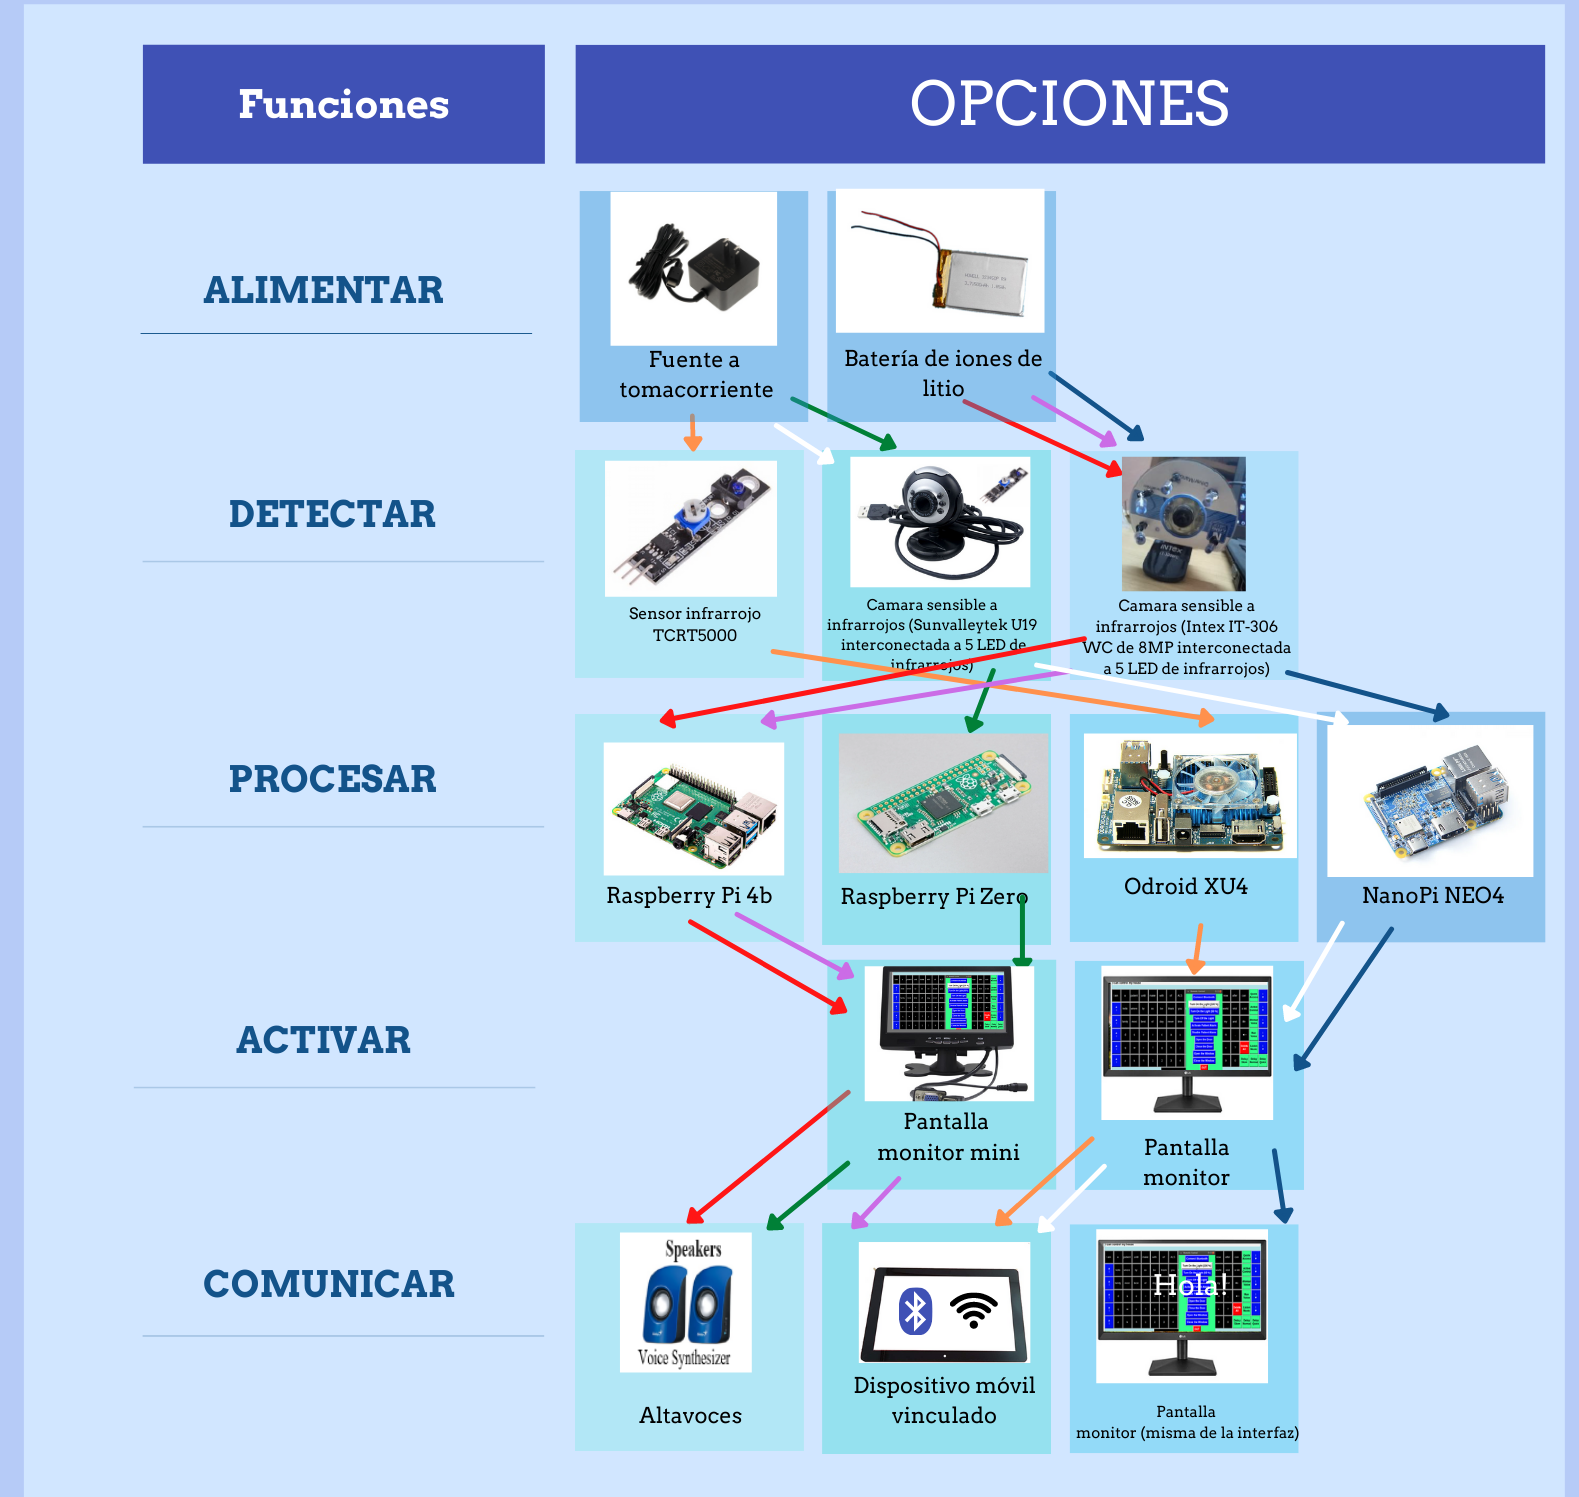 Funciones
OPCIONES
ALIMENTAR
Fuente a
tomacorriente
Batería de iones de
litio
DETECTAR
Sensor infrarrojo
TCRT5000
Camara sensible a
infrarrojos (Sunvalleytek U19
interconectada a 5 LED de
infrarrojos)
Camara sensible a
infrarrojos (Intex IT-306
WC de 8MP interconectada
a 5 LED de infrarrojos)
PROCESAR
Raspberry Pi 4b
Raspberry Pi Zero
Odroid XU4
NanoPi NEO4
ACTIVAR
Pantalla
monitor mini
Pantalla
monitor
COMUNICAR
Speakers
Voice Synthesizer
Altavoces
Dispositivo móvil
vinculado
Hola!
Pantalla
monitor (misma de la interfaz)